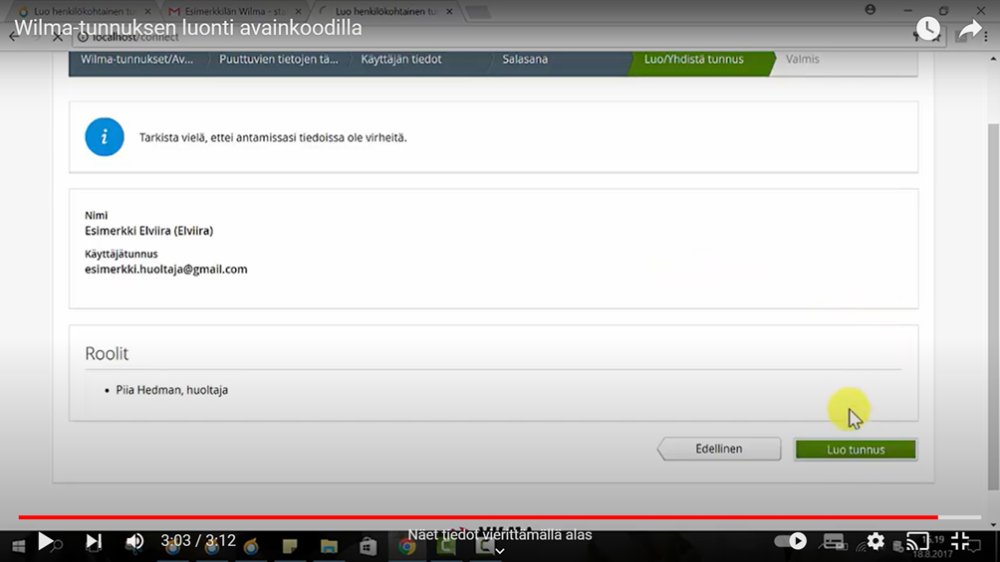 Luo henkilökohtainen tun
Esimerkkilän Wilma - sta
Luo henkilökohtainen tun
Wilma-tunnuksen luonti avainkoodilla
localhost/connect
Wilma-tunnukset/Av...
Puuttuvien tietojen tä...
Käyttäjän tiedot
Salasana
Luo/Yhdistä tunnus
Valmis
Tarkista vielä, ettei antamissasi tiedoissa ole virheitä.
Nimi
Esimerkki Elviira (Elviira)
Käyttäjätunnus
esimerkki.huoltaja@gmail.com
Roolit
• Piia Hedman, huoltaja
Edellinen
Luo tunnus
Näet tiedot vierittämällä alas
3:03 / 3:12
18.8.2017